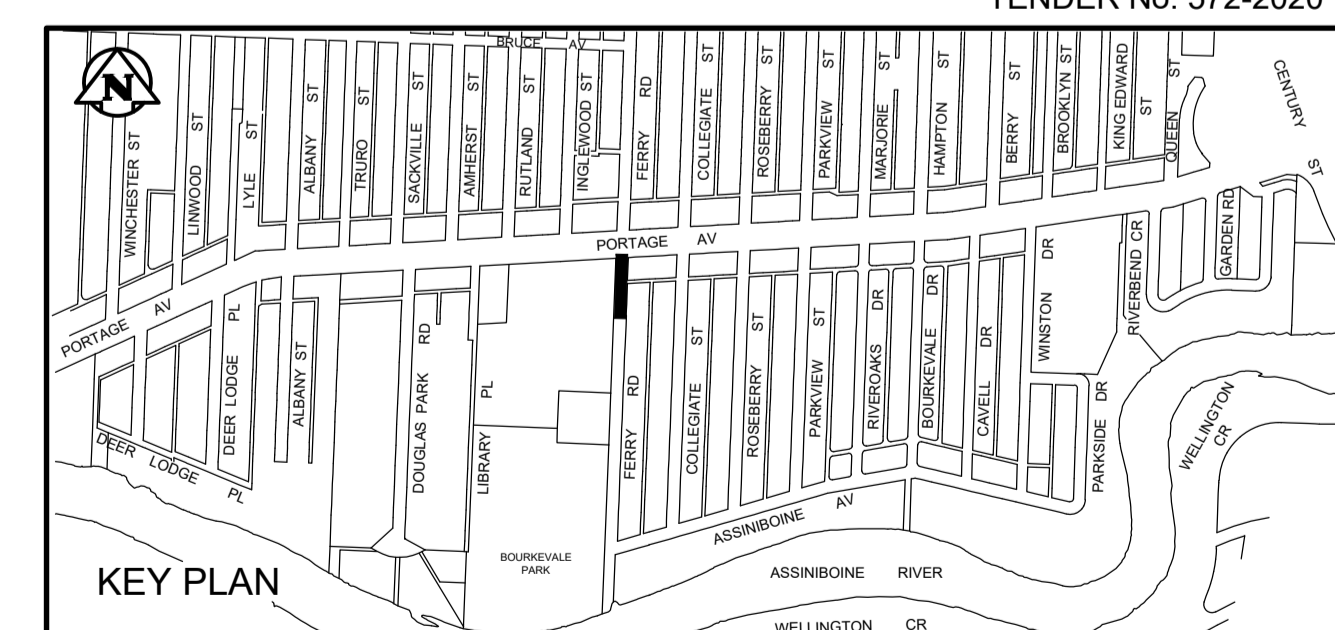 TENDER No. 572-2020
BRUCE AV
N
WINCHESTER ST
LINWOOD ST
LYLE ST
ALBANY ST
TRURO ST
SACKVILLE ST
AMHERST ST
RUTLAND ST
INGLEWOOD ST
FERRY RD
COLLEGIATE ST
ROSEBERRY ST
PARKVIEW ST
MARJORIE ST
HAMPTON ST
BERRY ST
BROOKLYN ST
KING EDWARD ST
QUEEN ST
CENTURY ST
GARDEN RD
PORTAGE AV
PORTAGE AV
DEER LODGE PL
ALBANY ST
DOUGLAS PARK RD
LIBRARY PL
FERRY RD
COLLEGIATE ST
ROSEBERRY ST
PARKVIEW ST
RIVEROAKS DR
BOURKEVALE DR
CAVELL DR
WINSTON DR
RIVERBEND CR
PARKSIDE DR
WELLINGTON CR
DEER LODGE PL
ASSINIBOINE AV
BOURKEVALE
PARK
KEY PLAN
ASSINIBOINE RIVER
WELLINGTON CR